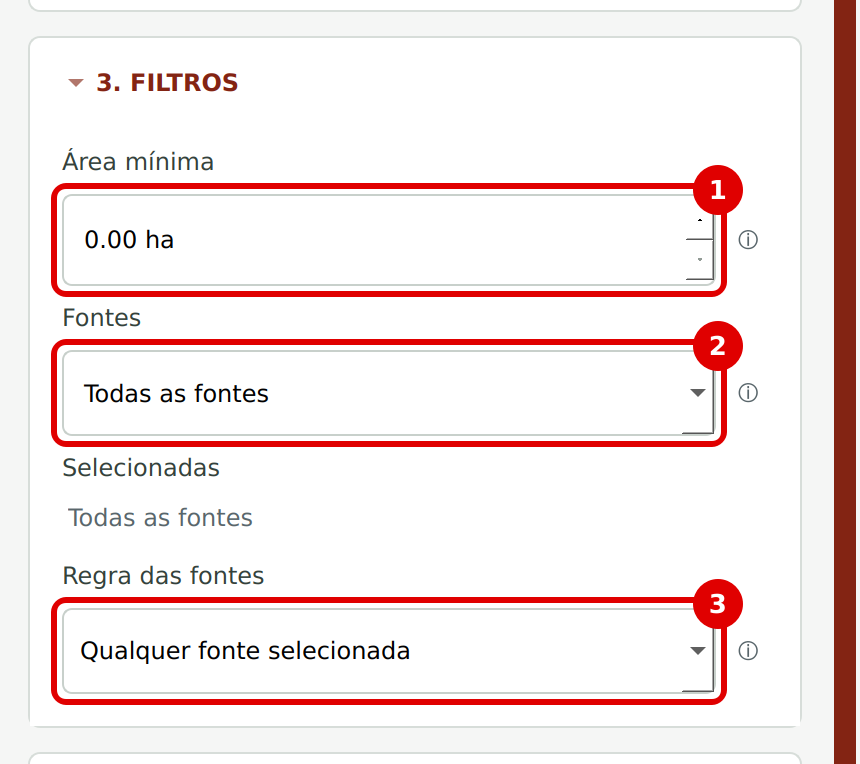 3. FILTROS
Área mínima
1
0.00 ha
Fontes
2
Todas as fontes
Selecionadas
Todas as fontes
Regra das fontes
3
Qualquer fonte selecionada